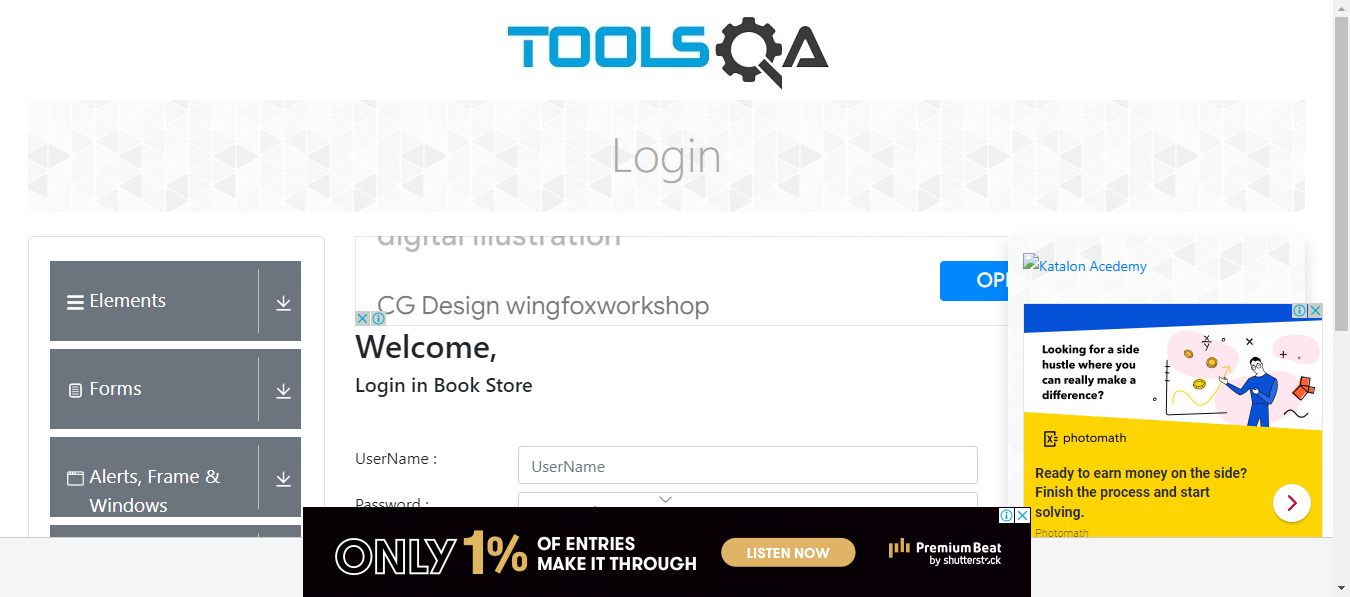 TOOLSQA
Login
digital illustration
CG Design wingfoxworkshop
Welcome,
Login in Book Store
UserName :
UserName
Password :
Elements
Forms
Alerts, Frame &
Windows
Katalon Acedemy
Looking for a side
hustle where you
can really make a
difference?
x
y
photomath
Ready to earn money on the side?
Finish the process and start
solving.
Photomath
ONLY 1% OF ENTRIES
MAKE IT THROUGH
LISTEN NOW
PremiumBeat
by shutterstock